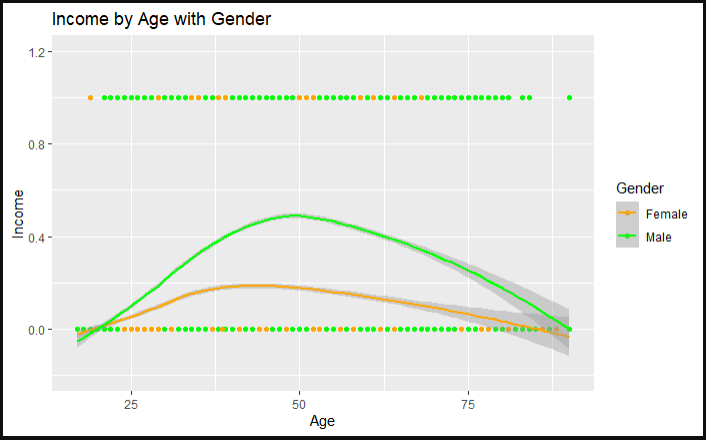 Income by Age with Gender
1.2
0.8
0.4
0.0
Income
25 50 75
Age
Gender
Female
Male